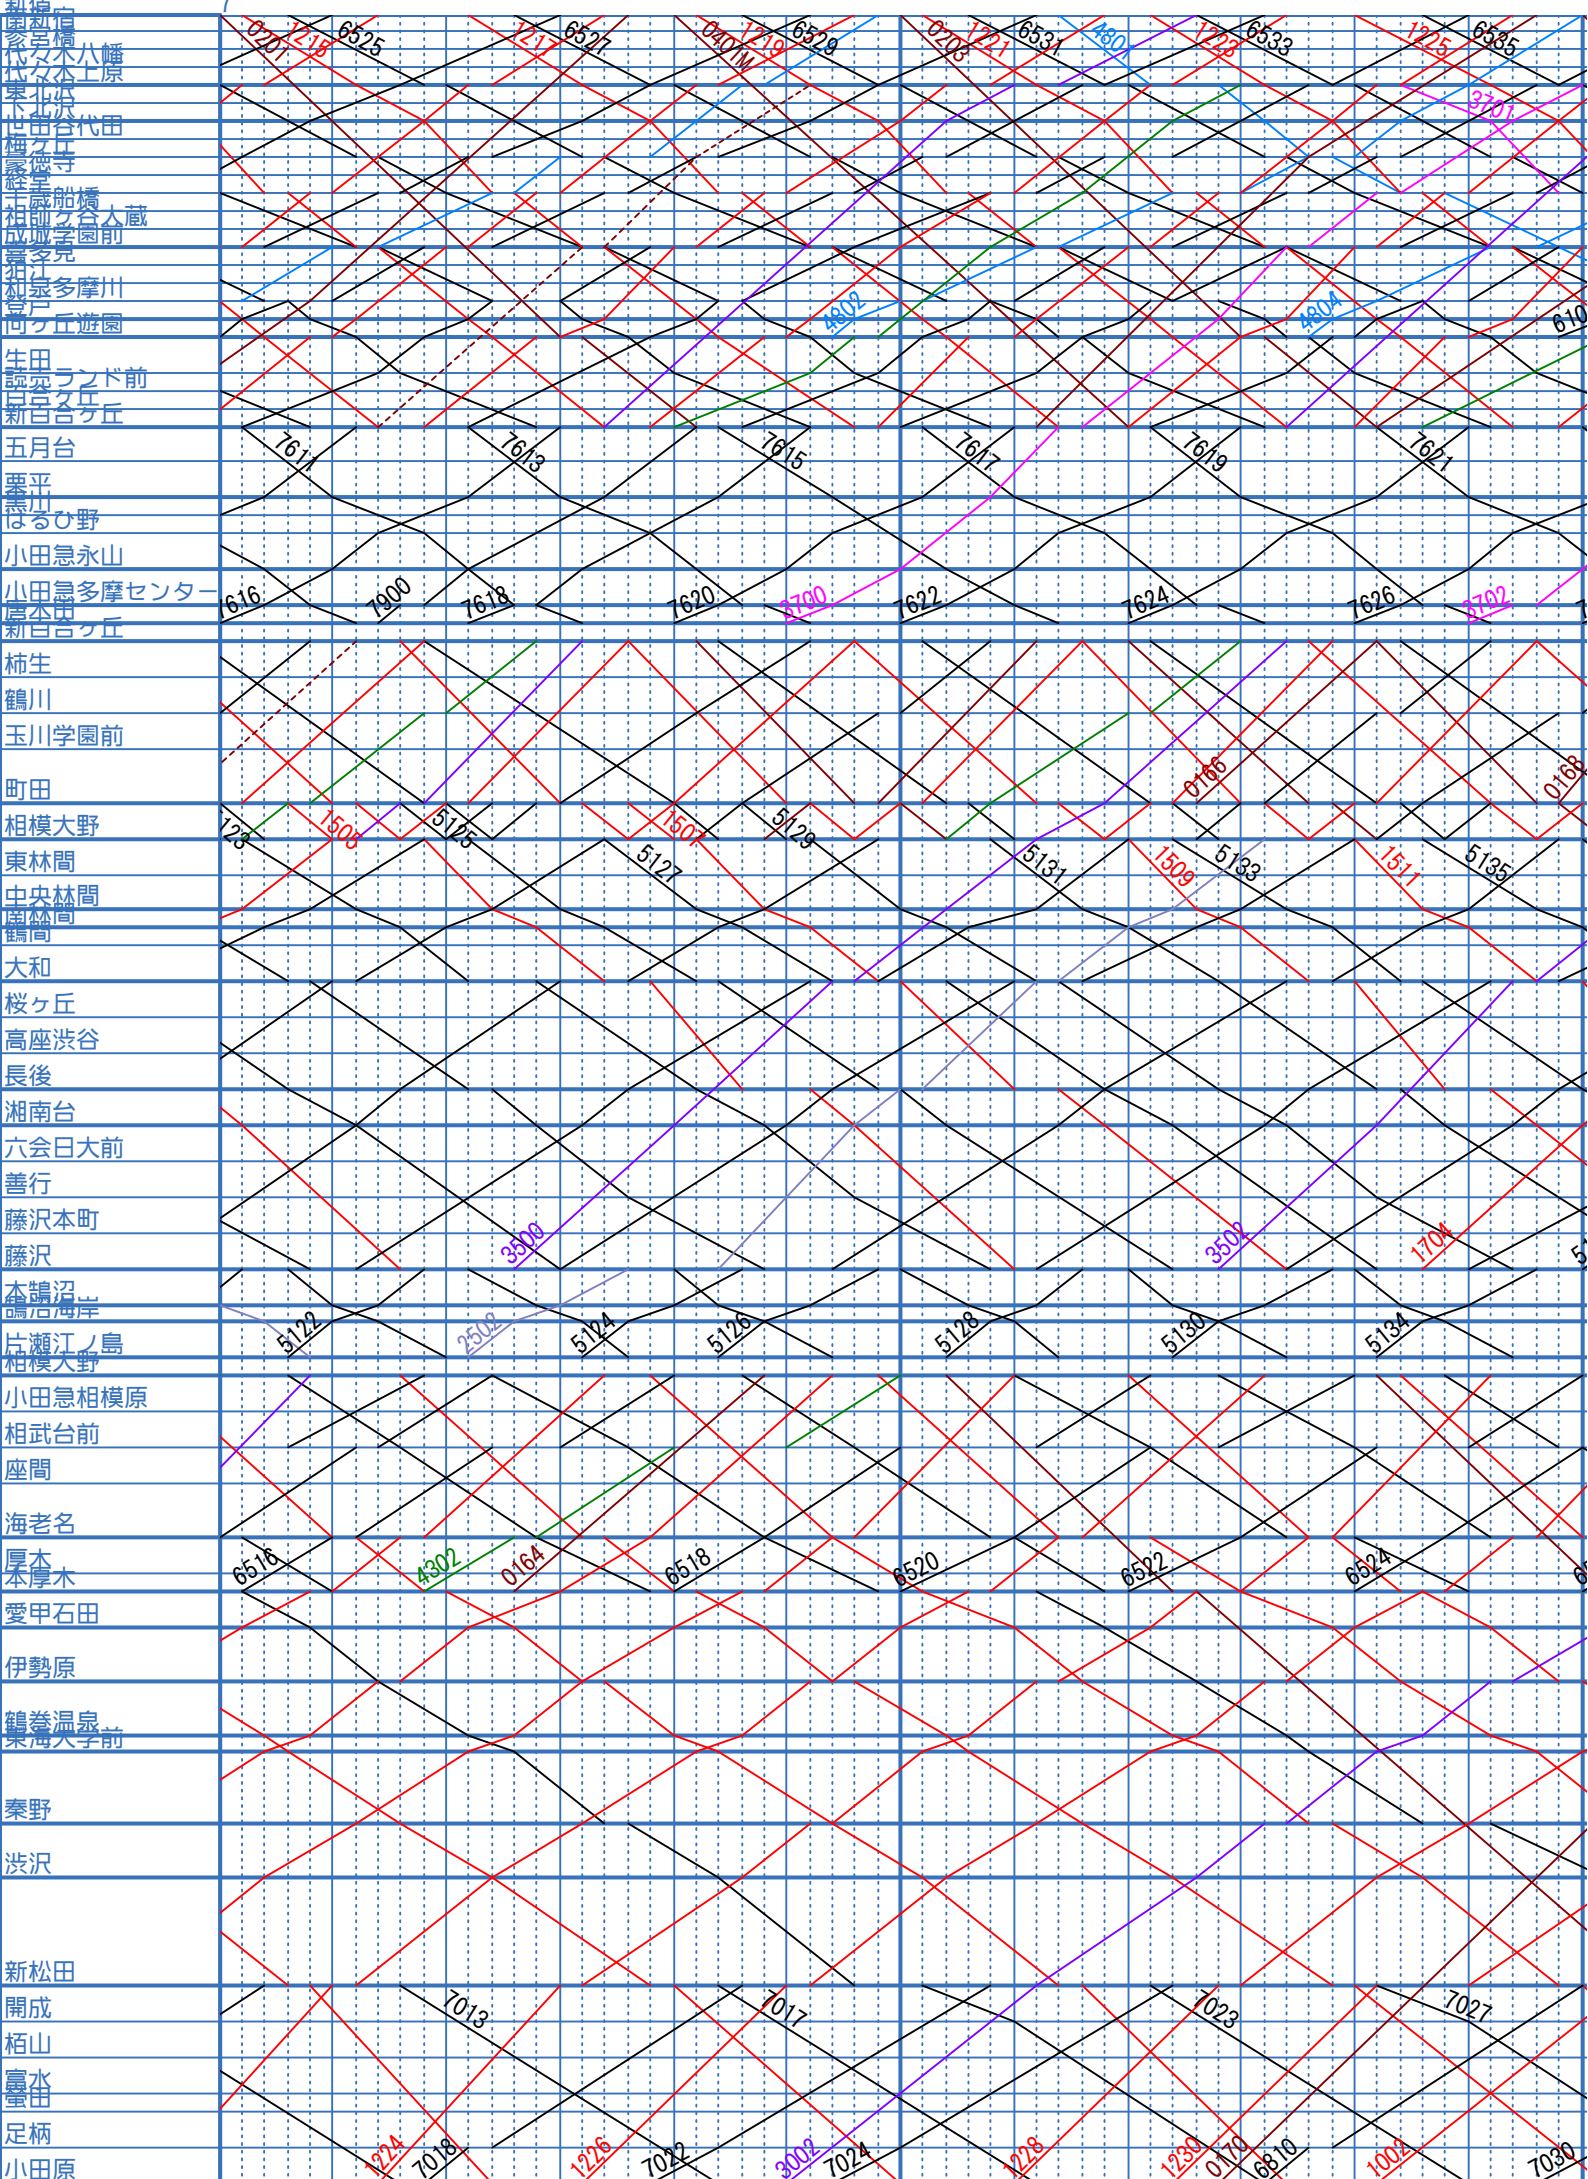 7
新宿
南新宿
参宮橋
代々木八幡
代々木上原
東北沢
下北沢
世田谷代田
梅ヶ丘
豪徳寺
経堂
千歳船橋
祖師ヶ谷大蔵
成城学園前
喜多見
狛江
和泉多摩川
登戸
向ヶ丘遊園
生田
読売ランド前
百合ヶ丘
新百合ヶ丘
五月台
栗平
黒川
はるひ野
小田急永山
小田急多摩センター
唐木田
新百合ヶ丘
柿生
鶴川
玉川学園前
町田
相模大野
東林間
中央林間
南林間
鶴間
大和
桜ヶ丘
高座渋谷
長後
湘南台
六会日大前
善行
藤沢本町
藤沢
本鵠沼
鵠沼海岸
片瀬江ノ島
相模大野
小田急相模原
相武台前
座間
海老名
厚木
本厚木
愛甲石田
伊勢原
鶴巻温泉
東海大学前
秦野
渋沢
新松田
開成
栢山
富水
螢田
足柄
小田原
0201 1215 6525 1217 6527 0401M 1219 6529 0203 1221 6531 4801 1223 6533 1225 6535
3701
4802 4804 610
7611 7613 7615 7617 7619 7621
7616 7900 7618 7620 3700 7622 7624 7626 3702
0166 0168
5123 1505 5125 1507 5129
5127 5131 1509 5133 1511 5135
3500 3502 1704
5122 2502 5124 5126 5128 5130 5134
6516 4302 0164 6518 6520 6522 6524
7013 7017 7023 7027
1224 7018 1226 7022 3002 7024 1228 1230 0170 6810 1002 7030